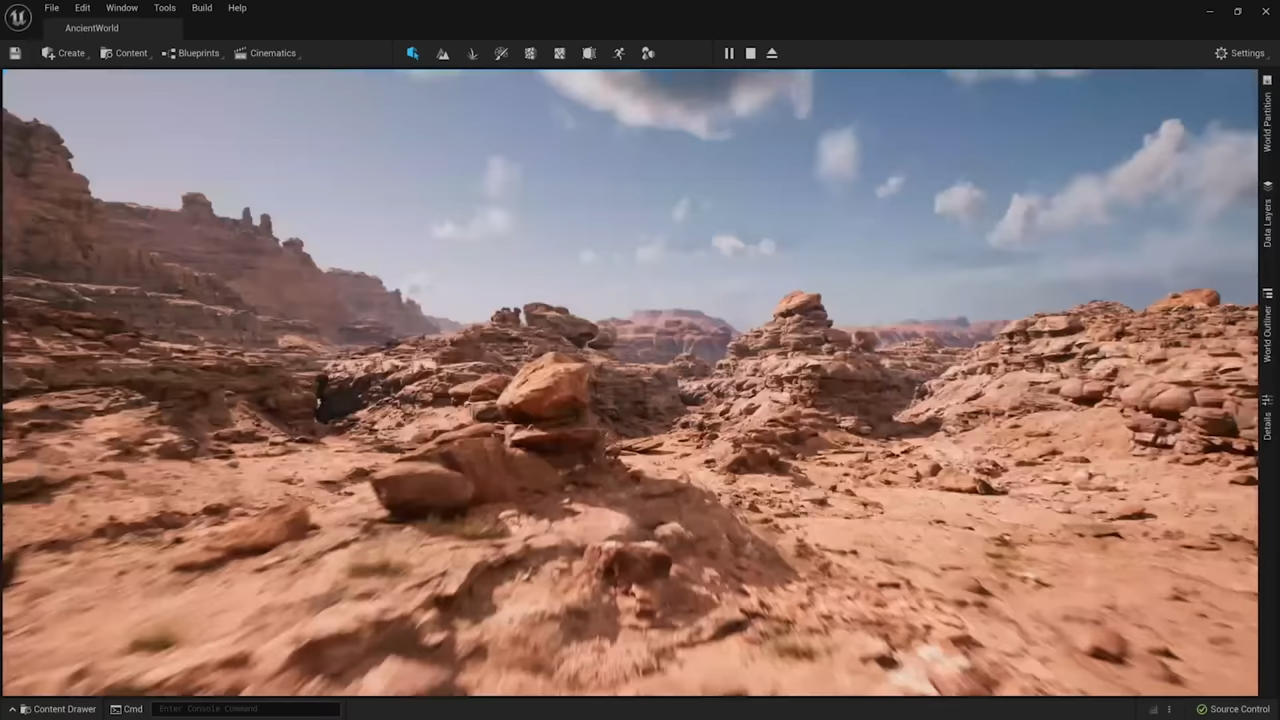 File Edit Window Tools Build Help
AncientWorld
Create Content Blueprints Cinematics Settings
World Partition
Data Layers
World Outliner
Details
Content Drawer Cmd Enter Console Command Source Control